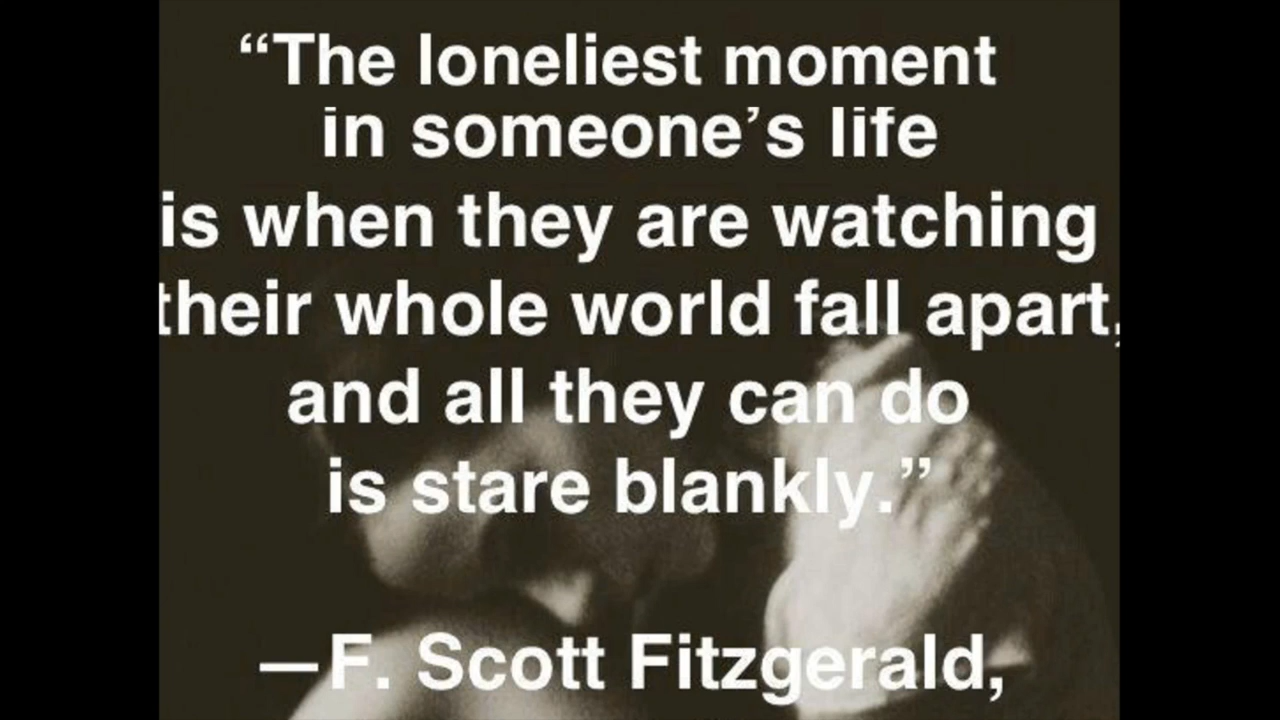 “The loneliest moment
in someone’s life
is when they are watching
their whole world fall apart,
and all they can do
is stare blankly.”
—F. Scott Fitzgerald,